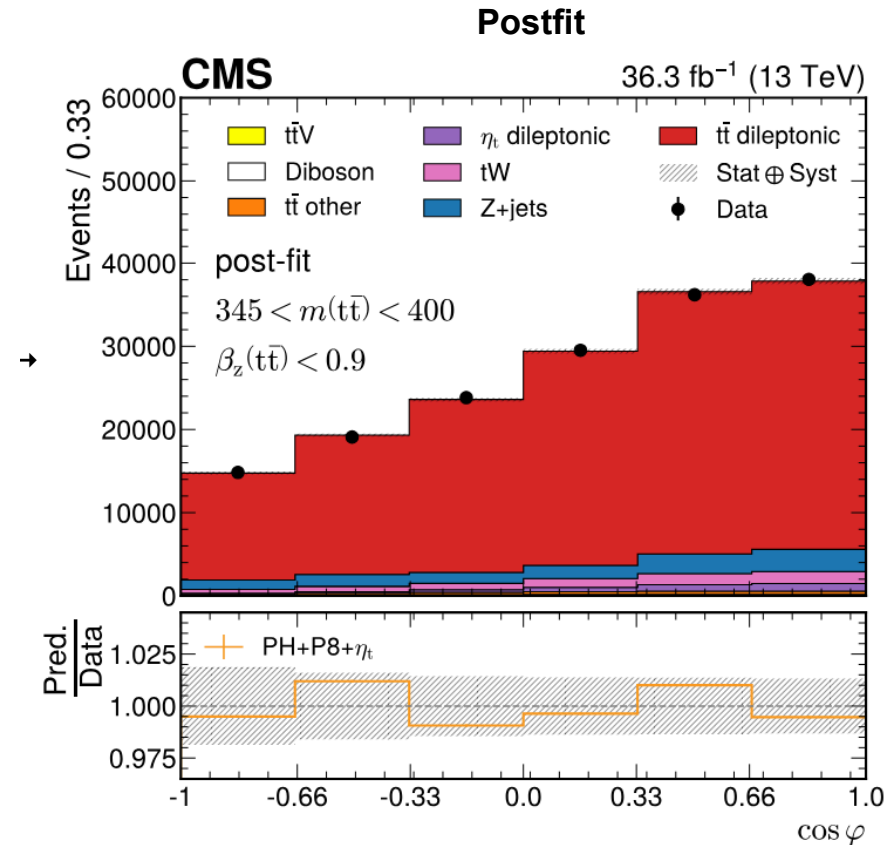 Postfit
CMS 36.3 fb⁻¹ (13 TeV)
Events / 0.33
60000
50000
40000
30000
20000
10000
0
tt̄V
Diboson
tt̄ other
ηₜ dileptonic
tW
Z+jets
tt̄ dileptonic
Stat ⊕ Syst
Data
post-fit
345 < m(tt̄) < 400
β_z(tt̄) < 0.9
Pred.
Data
1.025
1.000
0.975
PH+P8+ηₜ
-1 -0.66 -0.33 0.0 0.33 0.66 1.0
cos φ